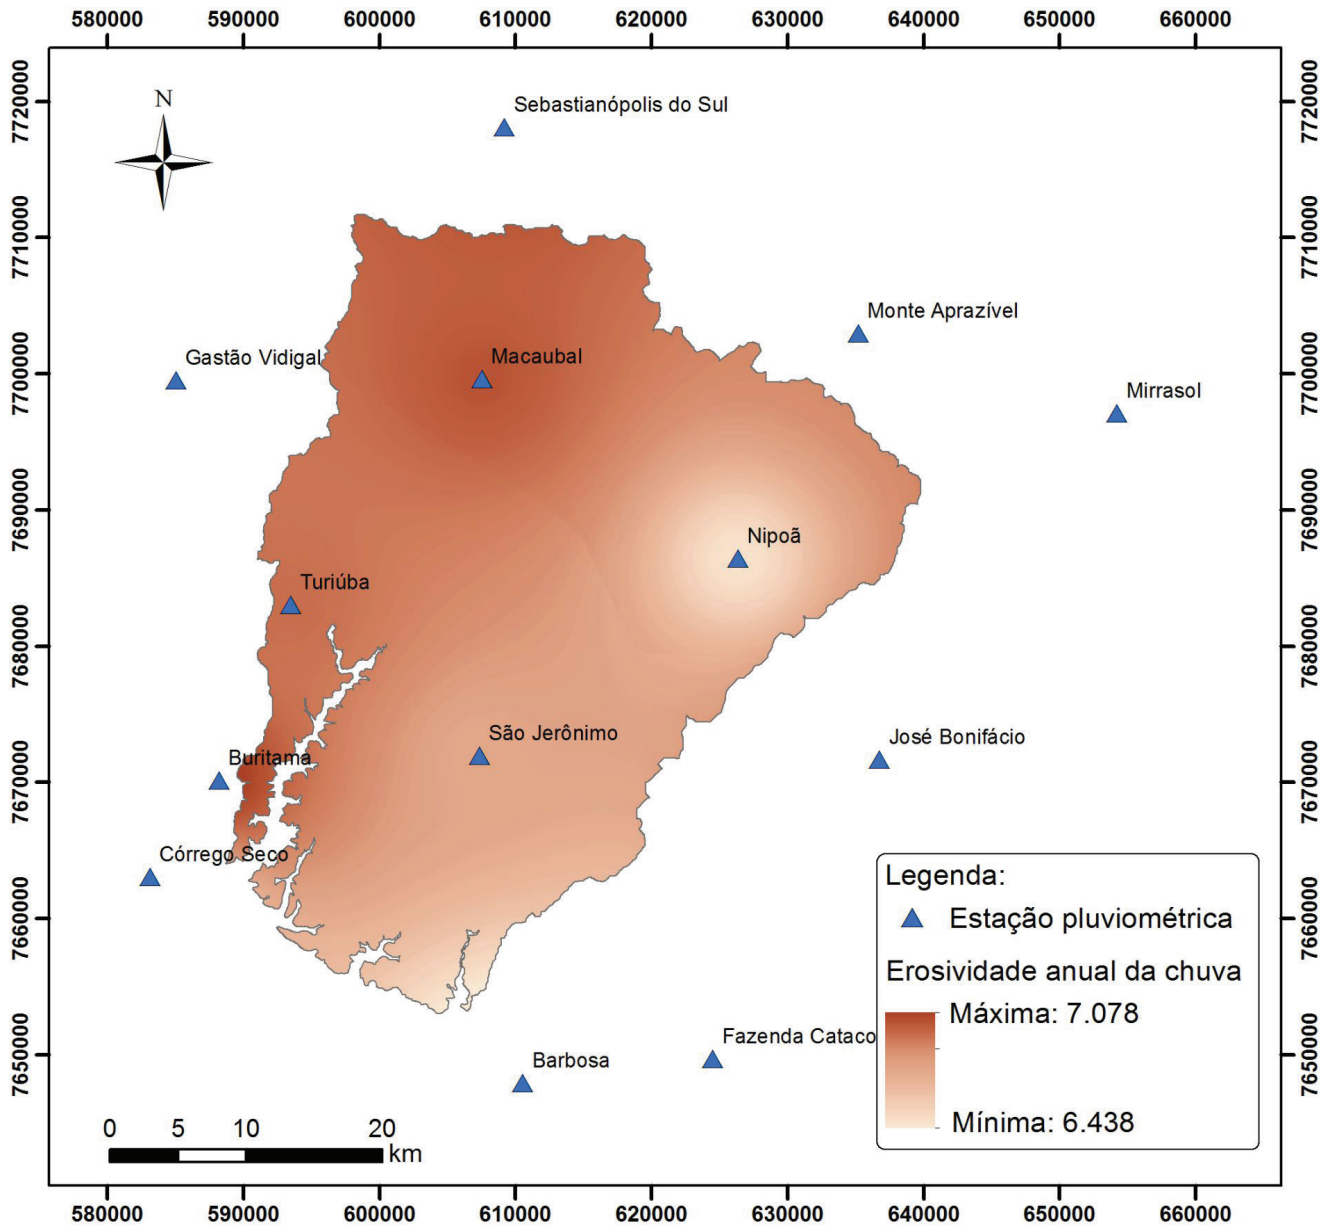 580000 590000 600000 610000 620000 630000 640000 650000 660000
7720000 7720000
N
Sebastianópolis do Sul
7710000 7710000
Monte Aprazível
Gastão Vidigal
Macaubal
7700000 7700000
Mirrasol
7690000 7690000
Nipoã
Turiúba
7680000 7680000
São Jerônimo
José Bonifácio
Buritama
7670000 7670000
Córrego Seco
Legenda:
Estação pluviométrica
7660000 7660000
Erosividade anual da chuva
Máxima: 7.078
Mínima: 6.438
Fazenda Cataco
Barbosa
7650000 7650000
0 5 10 20
km
580000 590000 600000 610000 620000 630000 640000 650000 660000